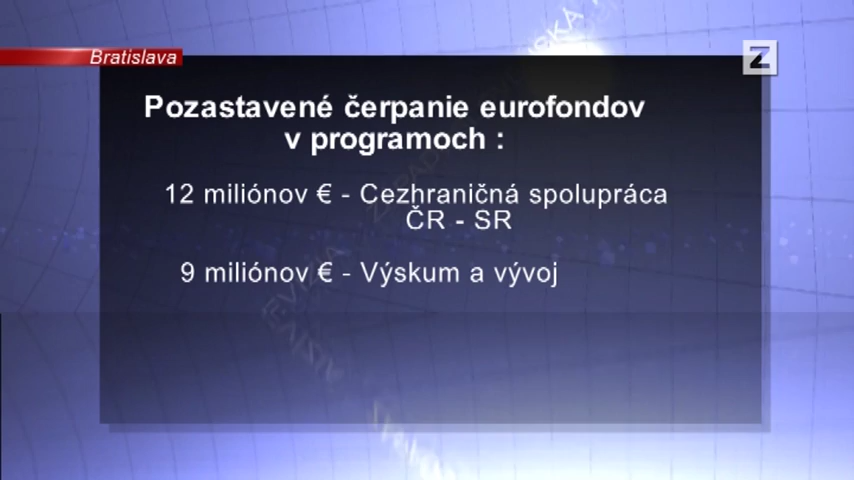 Bratislava
Z
Pozastavené čerpanie eurofondov
v programoch :
12 miliónov € - Cezhraničná spolupráca
ČR - SR
9 miliónov € - Výskum a vývoj